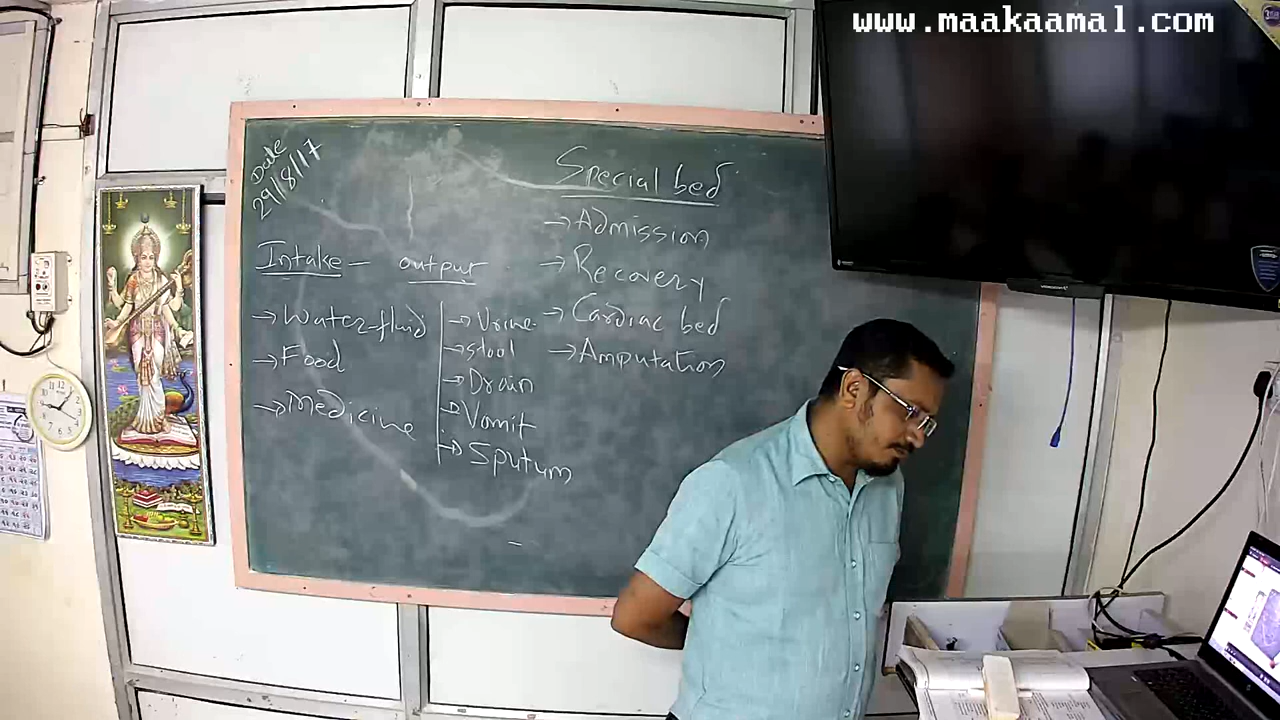 www.maakaamal.com
Date
29/8/17
Special bed
→Admission
→Recovery
→Cardiac bed
→Amputation
Intake - output
→Water-fluid
→Food
→Medicine
→Urine
→Stool
→Drain
→Vomit
→Sputum